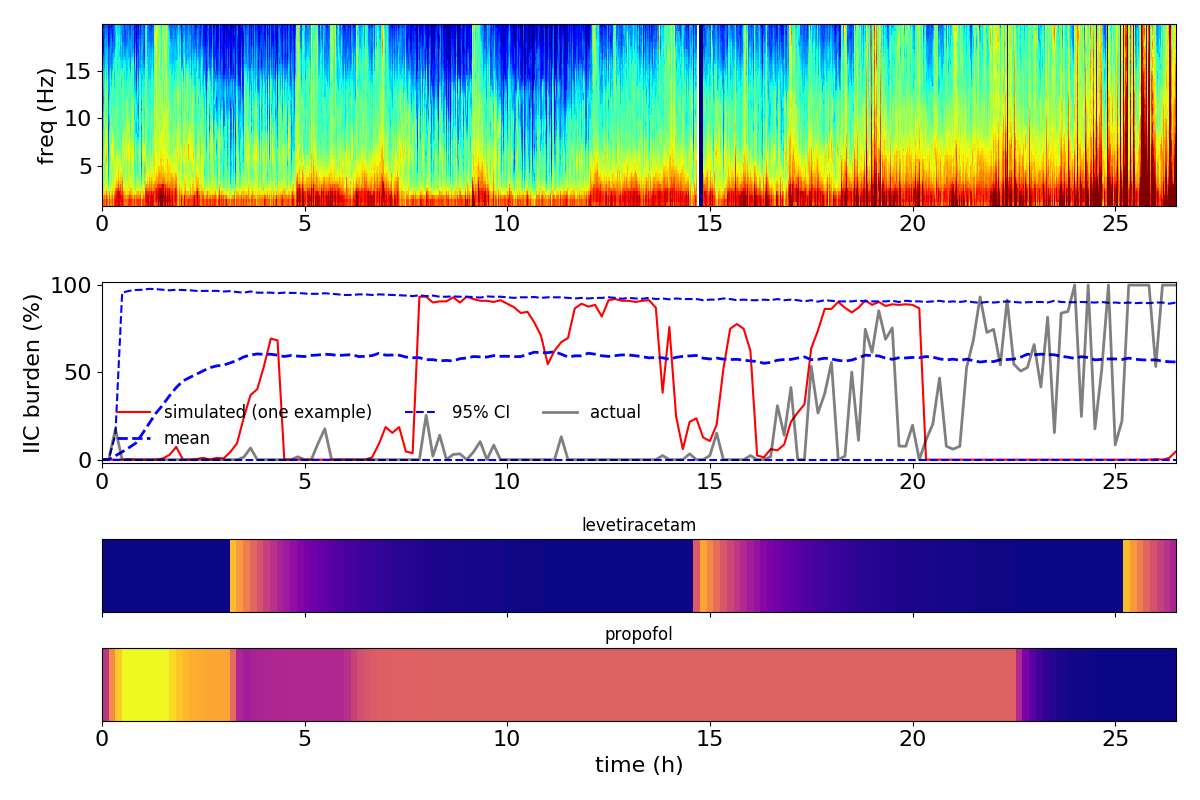 freq (Hz)
15
10
5
0 5 10 15 20 25
IIC burden (%)
100
50
0
simulated (one example) 95% CI actual
mean
0 5 10 15 20 25
levetiracetam
propofol
0 5 10 15 20 25
time (h)